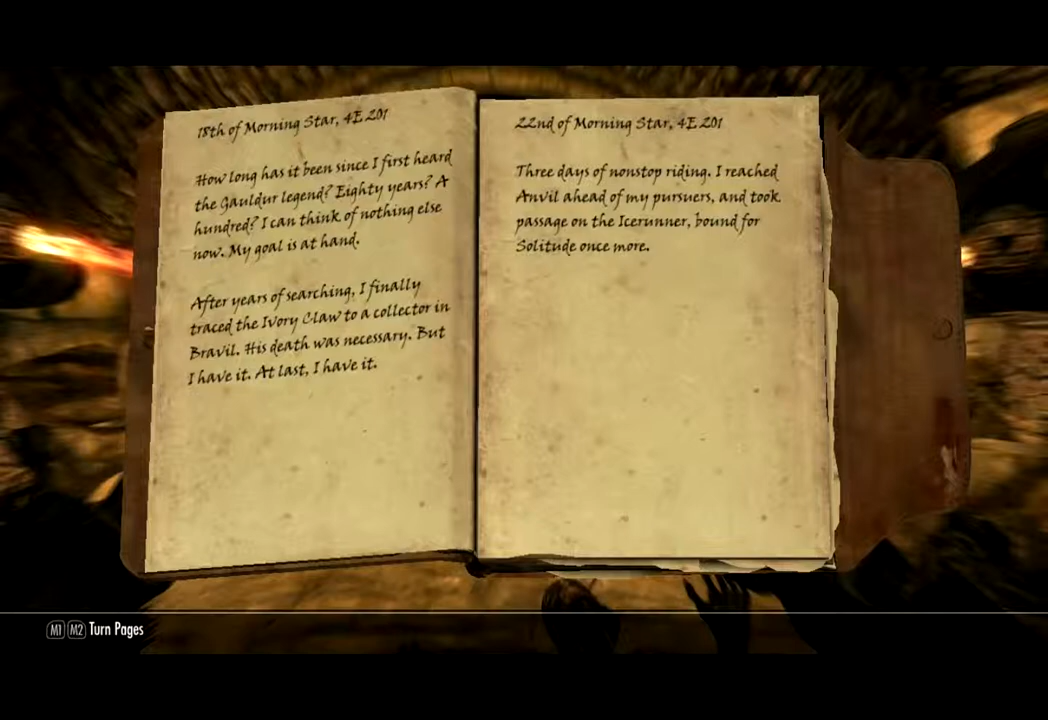 18th of Morning Star, 4E 201
How long has it been since I first heard
the Gauldur legend? Eighty years? A
hundred? I can think of nothing else
now. My goal is at hand.
After years of searching, I finally
traced the Ivory Claw to a collector in
Bravil. His death was necessary. But
I have it. At last, I have it.
22nd of Morning Star, 4E 201
Three days of nonstop riding. I reached
Anvil ahead of my pursuers, and took
passage on the Icerunner, bound for
Solitude once more.
M1 M2 Turn Pages